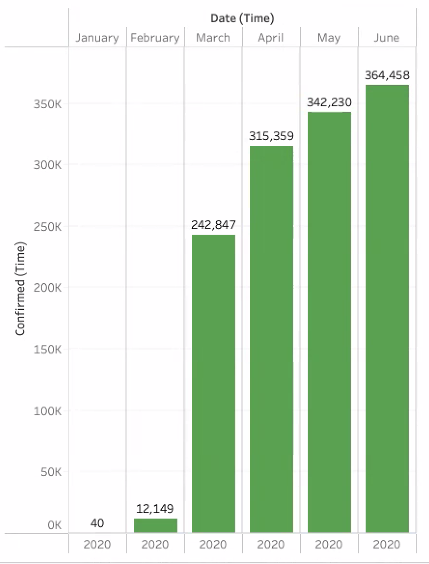 Date (Time)
January February March April May June
364,458
350K
342,230
315,359
300K
250K
242,847
Confirmed (Time)
200K
150K
100K
50K
12,149
0K
40
2020 2020 2020 2020 2020 2020